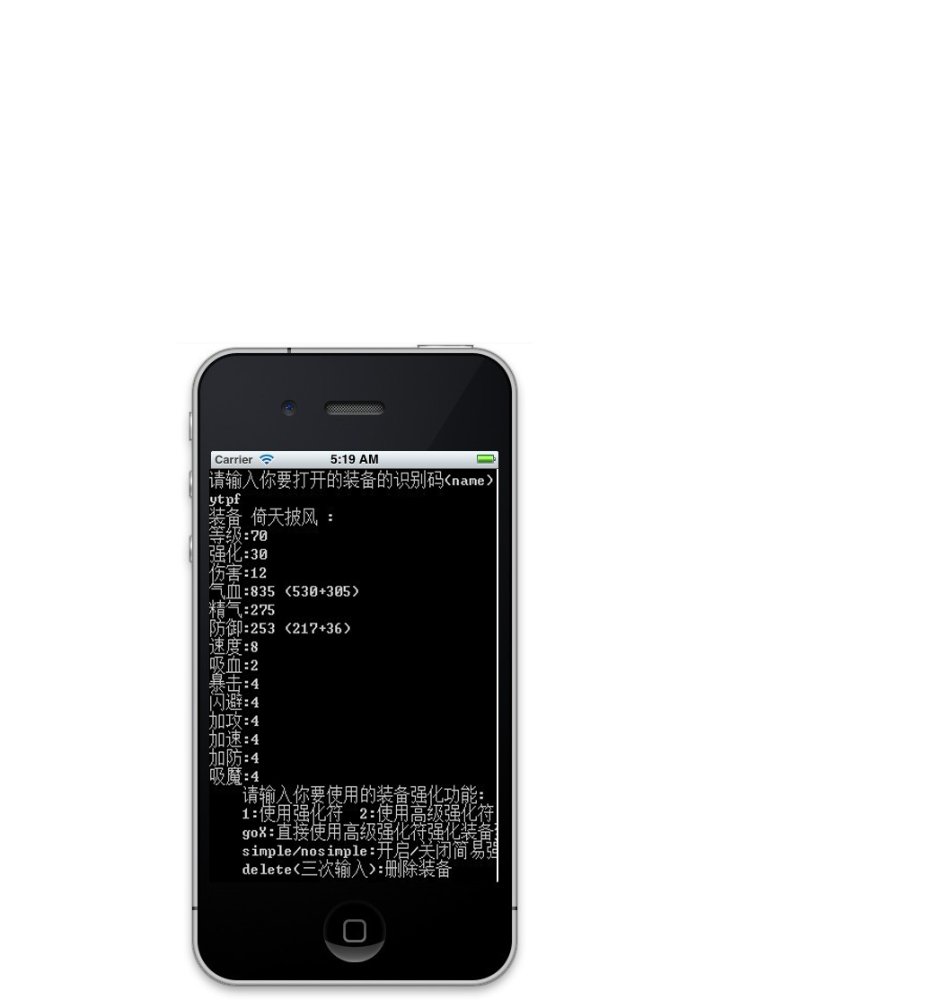 Carrier 5:19 AM
请输入你要打开的装备的识别码(name)
ytpf
装备 倚天披风 :
等级:70
强化:30
伤害:12
气血:835 (530+305)
精气:275
防御:253 (217+36)
速度:8
吸血:2
暴击:4
闪避:4
加攻:4
加速:4
加防:4
吸魔:4
请输入你要使用的装备强化功能:
1:使用强化符 2:使用高级强化符
goX:直接使用高级强化符强化装备
simple/nosimple:开启/关闭简易强
delete(三次输入):删除装备